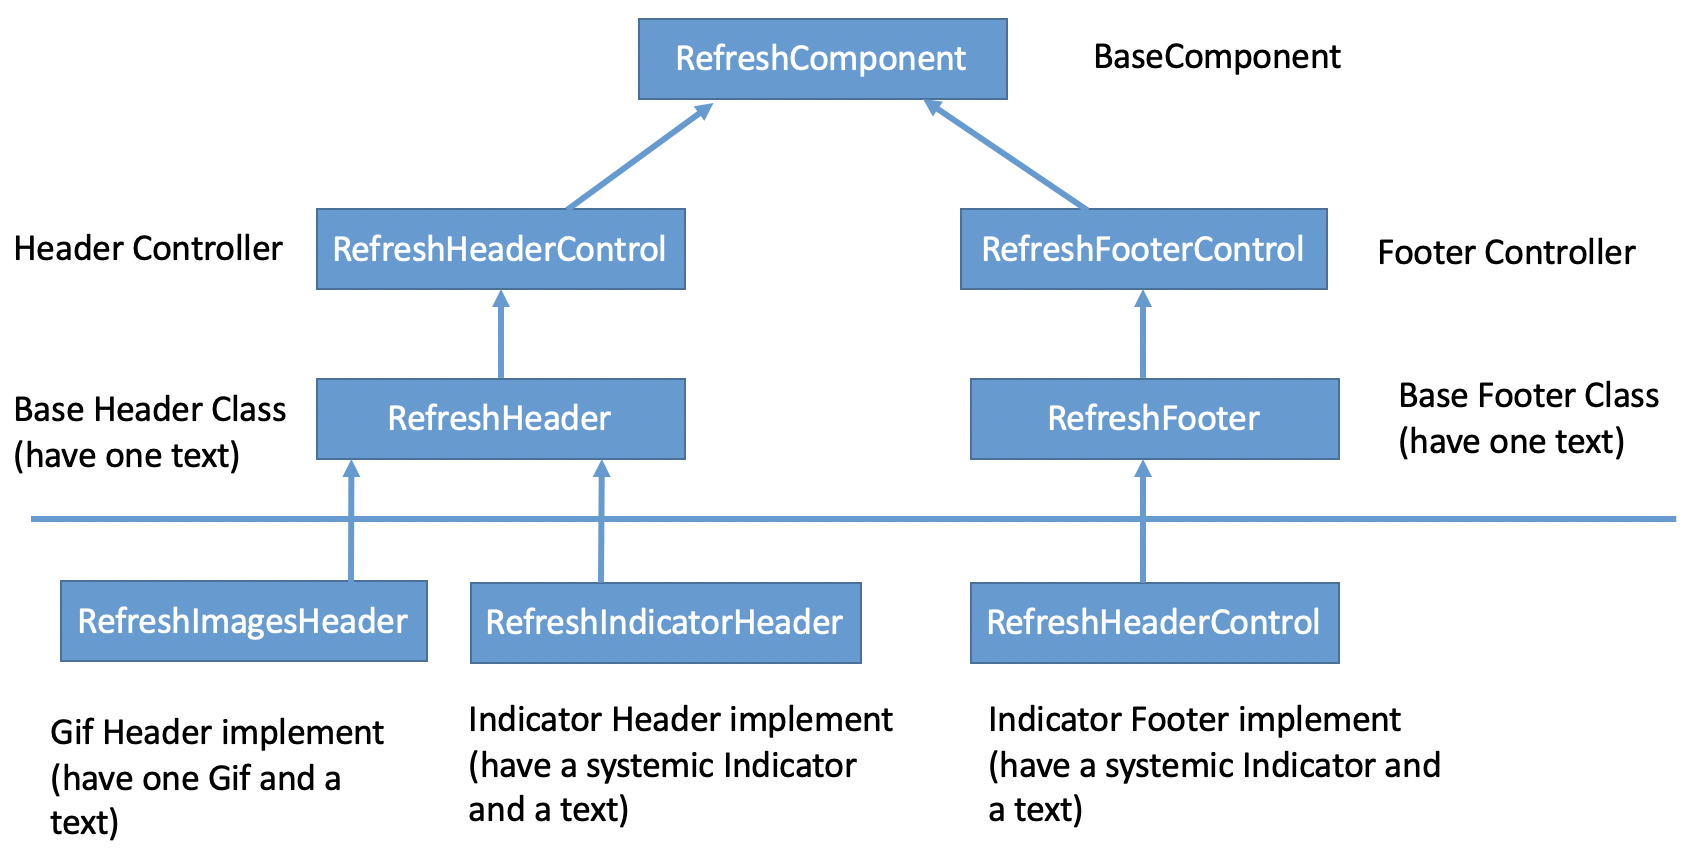 RefreshComponent
BaseComponent
Header Controller
RefreshHeaderControl
RefreshFooterControl
Footer Controller
Base Header Class
(have one text)
RefreshHeader
RefreshFooter
Base Footer Class
(have one text)
RefreshImagesHeader
RefreshIndicatorHeader
RefreshHeaderControl
Gif Header implement
(have one Gif and a
text)
Indicator Header implement
(have a systemic Indicator
and a text)
Indicator Footer implement
(have a systemic Indicator and
a text)